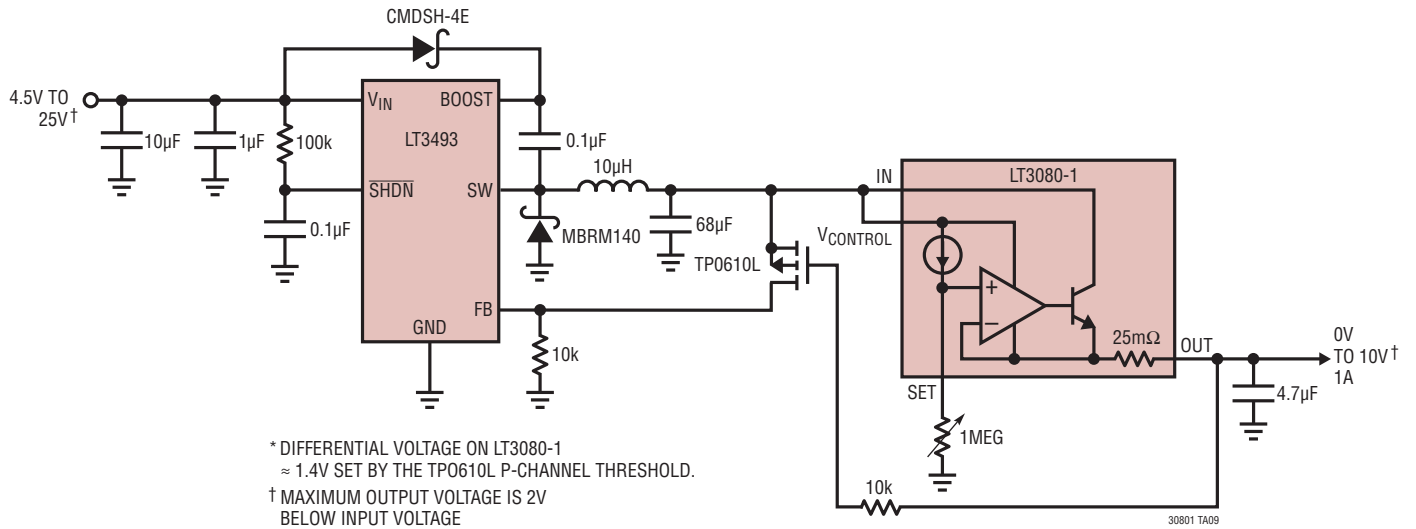 CMDSH-4E
4.5V TO
25V†
10µF
1µF
100k
0.1µF
VIN
BOOST
LT3493
SHDN
SW
FB
GND
0.1µF
10µH
MBRM140
68µF
TP0610L
10k
IN
LT3080-1
VCONTROL
+
–
25mΩ
OUT
SET
1MEG
0V
TO 10V†
1A
4.7µF
10k
* DIFFERENTIAL VOLTAGE ON LT3080-1
≈ 1.4V SET BY THE TPO610L P-CHANNEL THRESHOLD.
† MAXIMUM OUTPUT VOLTAGE IS 2V
BELOW INPUT VOLTAGE
30801 TA09